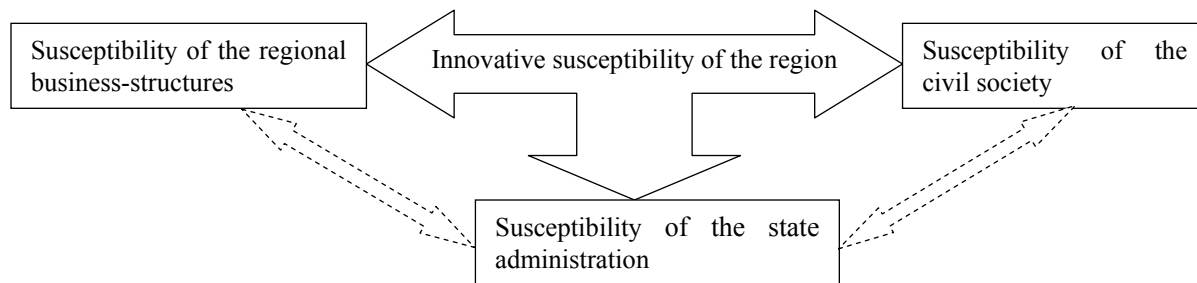 Susceptibility of the regional
business-structures
Innovative susceptibility of the region
Susceptibility of the
civil society
Susceptibility of the state
administration